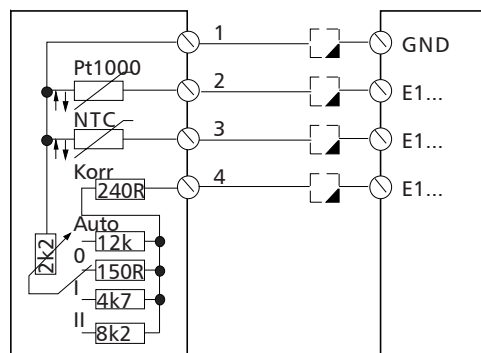 1
GND
Pt1000
2
E1...
NTC
3
E1...
Korr
240R
4
E1...
Auto
12k
2k2
0
150R
I
4k7
II
8k2